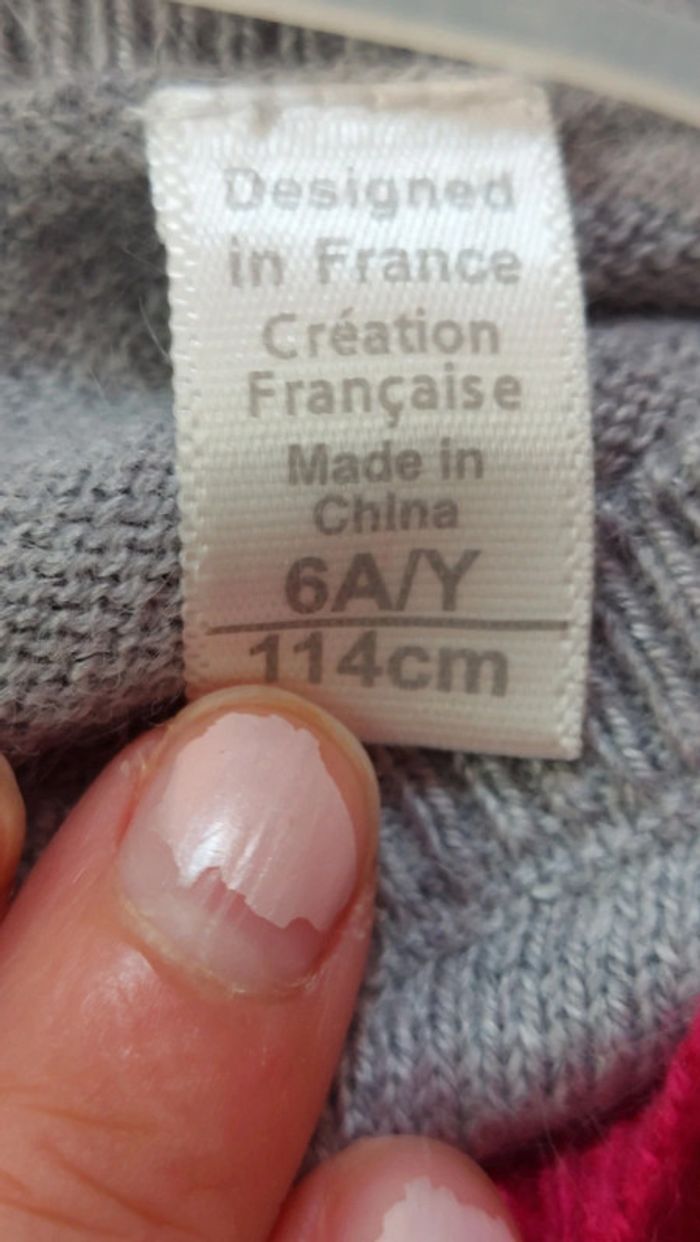 Designed
in France
Création
Française
Made in
China
6A/Y
114cm